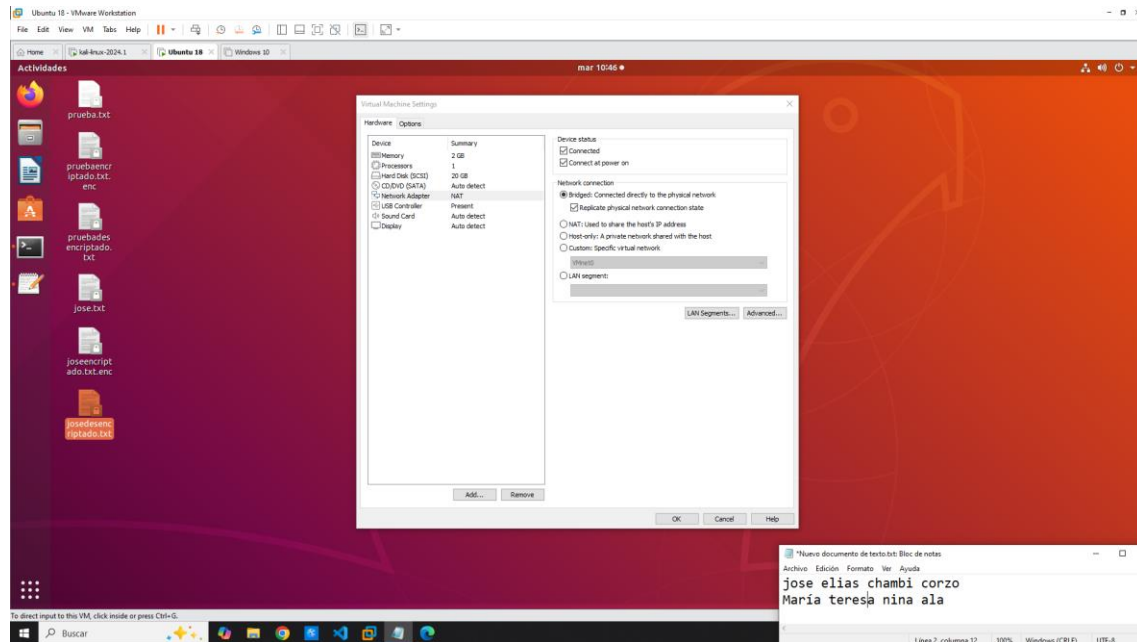 Ubuntu 18 - VMware Workstation
File Edit View VM Tabs Help
Home kali-linux-2024.1 Ubuntu 18 Windows 10
Actividades mar 10:46
prueba.txt
pruebaencr
iptado.txt.
enc
pruebades
encriptado.
txt
jose.txt
joseencript
ado.txt.enc
josedesenc
riptado.txt
Virtual Machine Settings
Hardware Options
Device Summary
Memory 2 GB
Processors 1
Hard Disk (SCSI) 20 GB
CD/DVD (SATA) Auto detect
Network Adapter NAT
USB Controller Present
Sound Card Auto detect
Display Auto detect
Add... Remove
Device status
Connected
Connect at power on
Network connection
Bridged: Connected directly to the physical network
Replicate physical network connection state
NAT: Used to share the host's IP address
Host-only: A private network shared with the host
Custom: Specific virtual network
VMnet0
LAN segment:
LAN Segments... Advanced...
OK Cancel Help
*Nuevo documento de texto.txt: Bloc de notas
Archivo Edición Formato Ver Ayuda
jose elias chambi corzo
María teresa nina ala
Línea 2, columna 12 100% Windows (CRLF) UTF-8
To direct input to this VM, click inside or press Ctrl+G.
Buscar